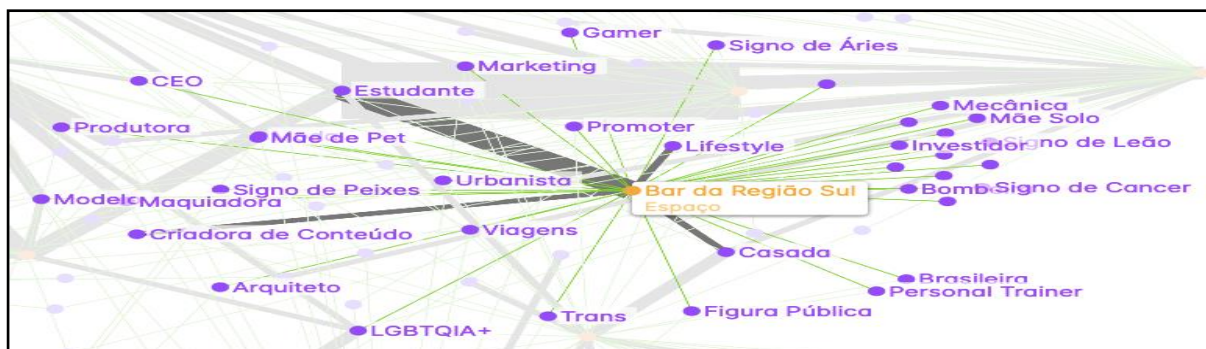 Gamer
Signo de Áries
Marketing
CEO
Estudante
Mecânica
Mãe Solo
Produtora
Mãe de Pet
Promoter
Lifestyle
Investidor
Signo de Leão
Urbanista
Signo de Peixes
Bar da Região Sul
Espaço
Signo de Cancer
Maquiadora
Criadora de Conteúdo
Viagens
Casada
Brasileira
Arquiteto
Personal Trainer
Trans
Figura Pública
LGBTQIA+